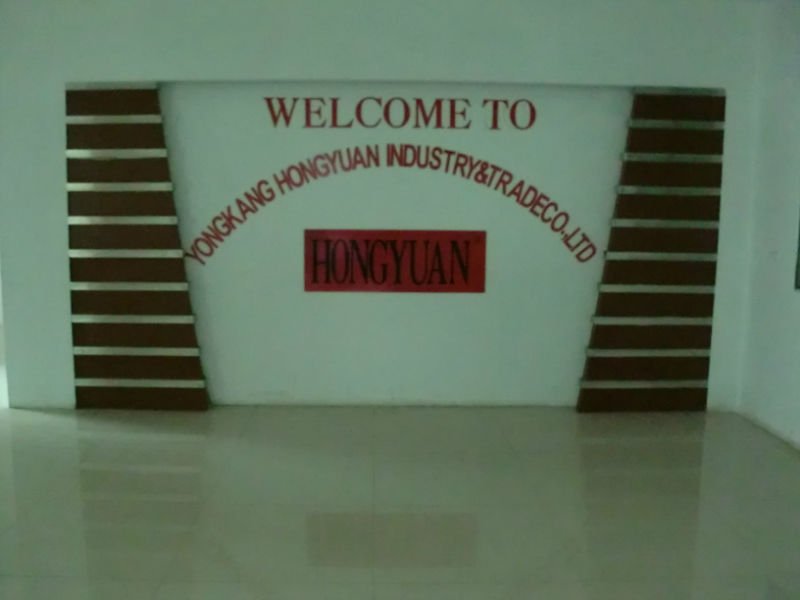 WELCOME TO
YONGKANG HONGYUAN INDUSTRY&TRADECO.,LTD
HONGYUAN